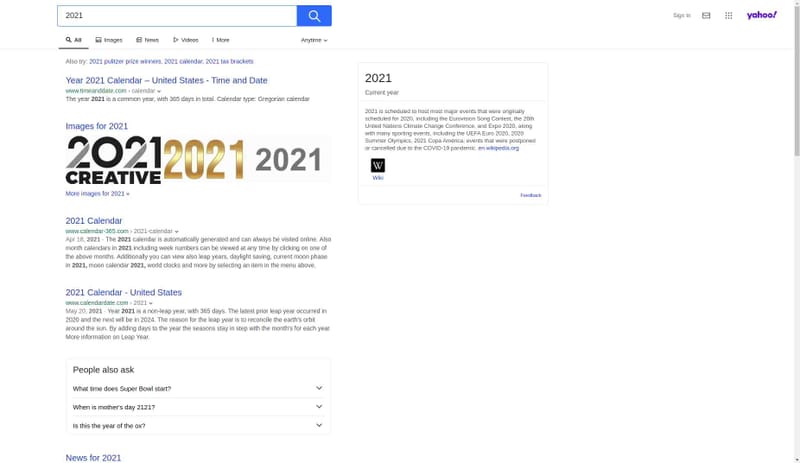 2021
Sign in
yahoo!
All
Images
News
Videos
More
Anytime
Also try: 2021 pulitzer prize winners, 2021 calendar, 2021 tax brackets
Year 2021 Calendar – United States - Time and Date
www.timeanddate.com › calendar
The year 2021 is a common year, with 365 days in total. Calendar type: Gregorian calendar
Images for 2021
2021
CREATIVE
2021
2021
More images for 2021 »
2021 Calendar
www.calendar-365.com › 2021-calendar
Apr 18, 2021 · The 2021 calendar is automatically generated and can always be visited online. Also
month calendars in 2021 including week numbers can be viewed at any time by clicking on one of
the above months. Additionally you can view also leap years, daylight saving, current moon phase
in 2021, moon calendar 2021, world clocks and more by selecting an item in the menu above.
2021 Calendar - United States
www.calendardate.com › 2021
May 20, 2021 · Year 2021 is a non-leap year, with 365 days. The latest prior leap year occurred in
2020 and the next will be in 2024. The reason for the leap year is to reconcile the earth's orbit
around the sun. By adding days to the year the seasons stay in step with the month's for each year.
More information on Leap Year.
People also ask
What time does Super Bowl start?
When is mother's day 2121?
Is this the year of the ox?
News for 2021
2021
Current year
2021 is scheduled to host most major events that were originally
scheduled for 2020, including the Eurovision Song Contest, the 26th
United Nations Climate Change Conference, and Expo 2020, along
with many sporting events, including the UEFA Euro 2020, 2020
Summer Olympics, 2021 Copa América; events that were postponed
or cancelled due to the COVID-19 pandemic. en.wikipedia.org
W
Wiki
Feedback